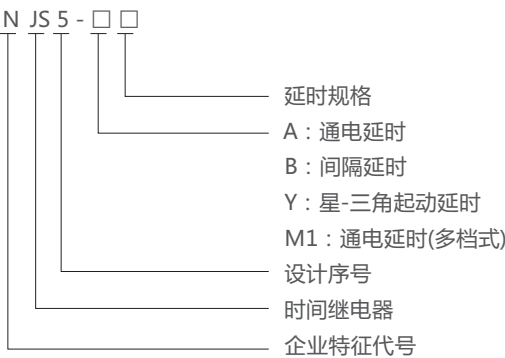 N JS 5 - □ □
延时规格
A：通电延时
B：间隔延时
Y：星-三角起动延时
M1：通电延时(多档式)
设计序号
时间继电器
企业特征代号